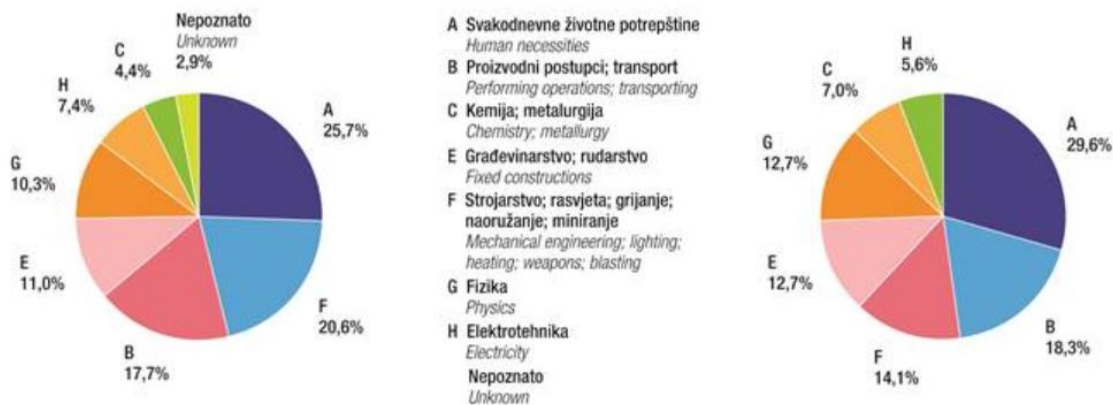 Nepoznato
Unknown
2,9%
C
4,4%
H
7,4%
G
10,3%
E
11,0%
B
17,7%
F
20,6%
A
25,7%
A Svakodnevne životne potrepštine
Human necessities
B Proizvodni postupci; transport
Performing operations; transporting
C Kemija; metalurgija
Chemistry; metallurgy
E Građevinarstvo; rudarstvo
Fixed constructions
F Strojarstvo; rasvjeta; grijanje;
naoružanje; miniranje
Mechanical engineering; lighting;
heating; weapons; blasting
G Fizika
Physics
H Elektrotehnika
Electricity
Nepoznato
Unknown
H
5,6%
C
7,0%
G
12,7%
E
12,7%
F
14,1%
B
18,3%
A
29,6%